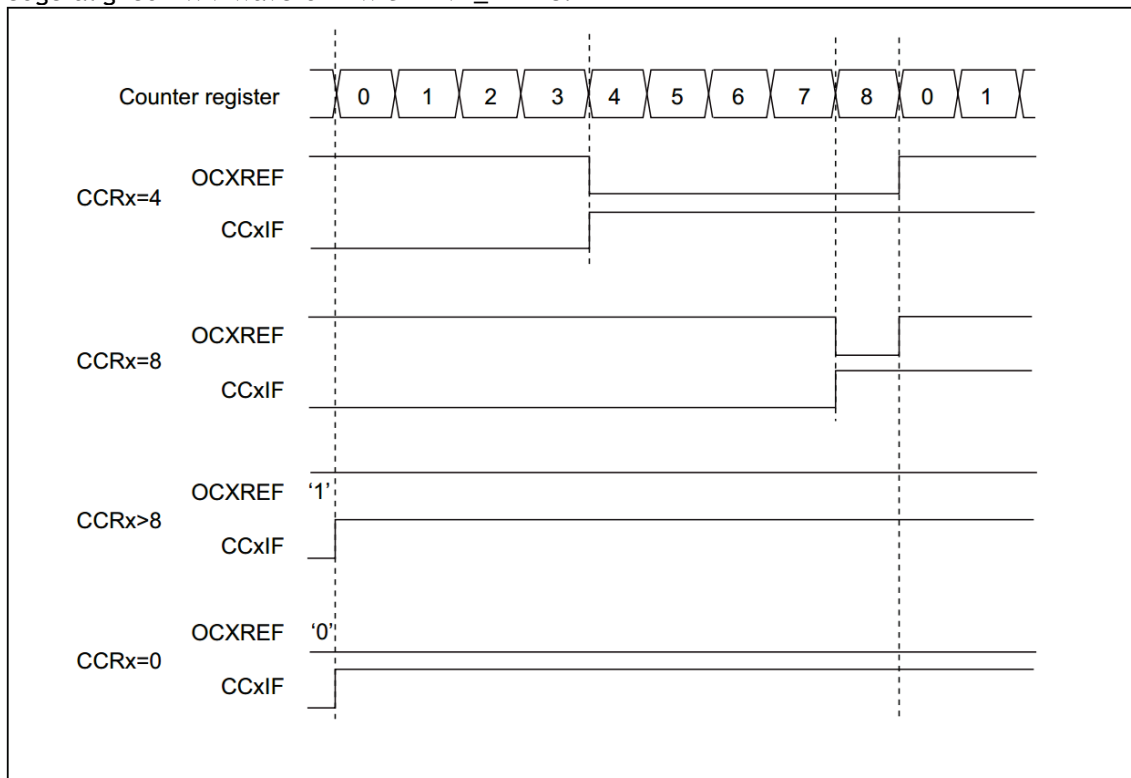 Counter register 0 1 2 3 4 5 6 7 8 0 1
OCXREF
CCRx=4
CCxIF
OCXREF
CCRx=8
CCxIF
OCXREF '1'
CCRx>8
CCxIF
OCXREF '0'
CCRx=0
CCxIF